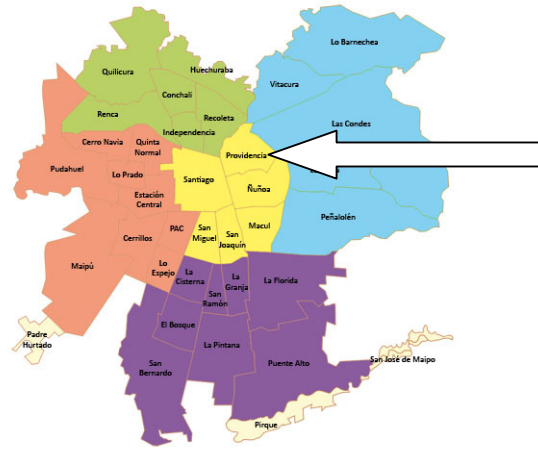 Lo Barnechea
Huechuraba
Quilicura
Vitacura
Conchalí
Renca
Recoleta
Las Condes
Independencia
Cerro Navia
Quinta
Normal
Providencia
Pudahuel
Lo Prado
Santiago
Ñuñoa
Estación
Central
Peñalolén
PAC
San
Miguel
San
Joaquín
Macul
Cerrillos
Maipú
Lo
Espejo
La
Cisterna
La
Granja
La Florida
San
Ramón
El Bosque
Padre
Hurtado
La Pintana
San
Bernardo
Puente Alto
San José de Maipo
Pirque